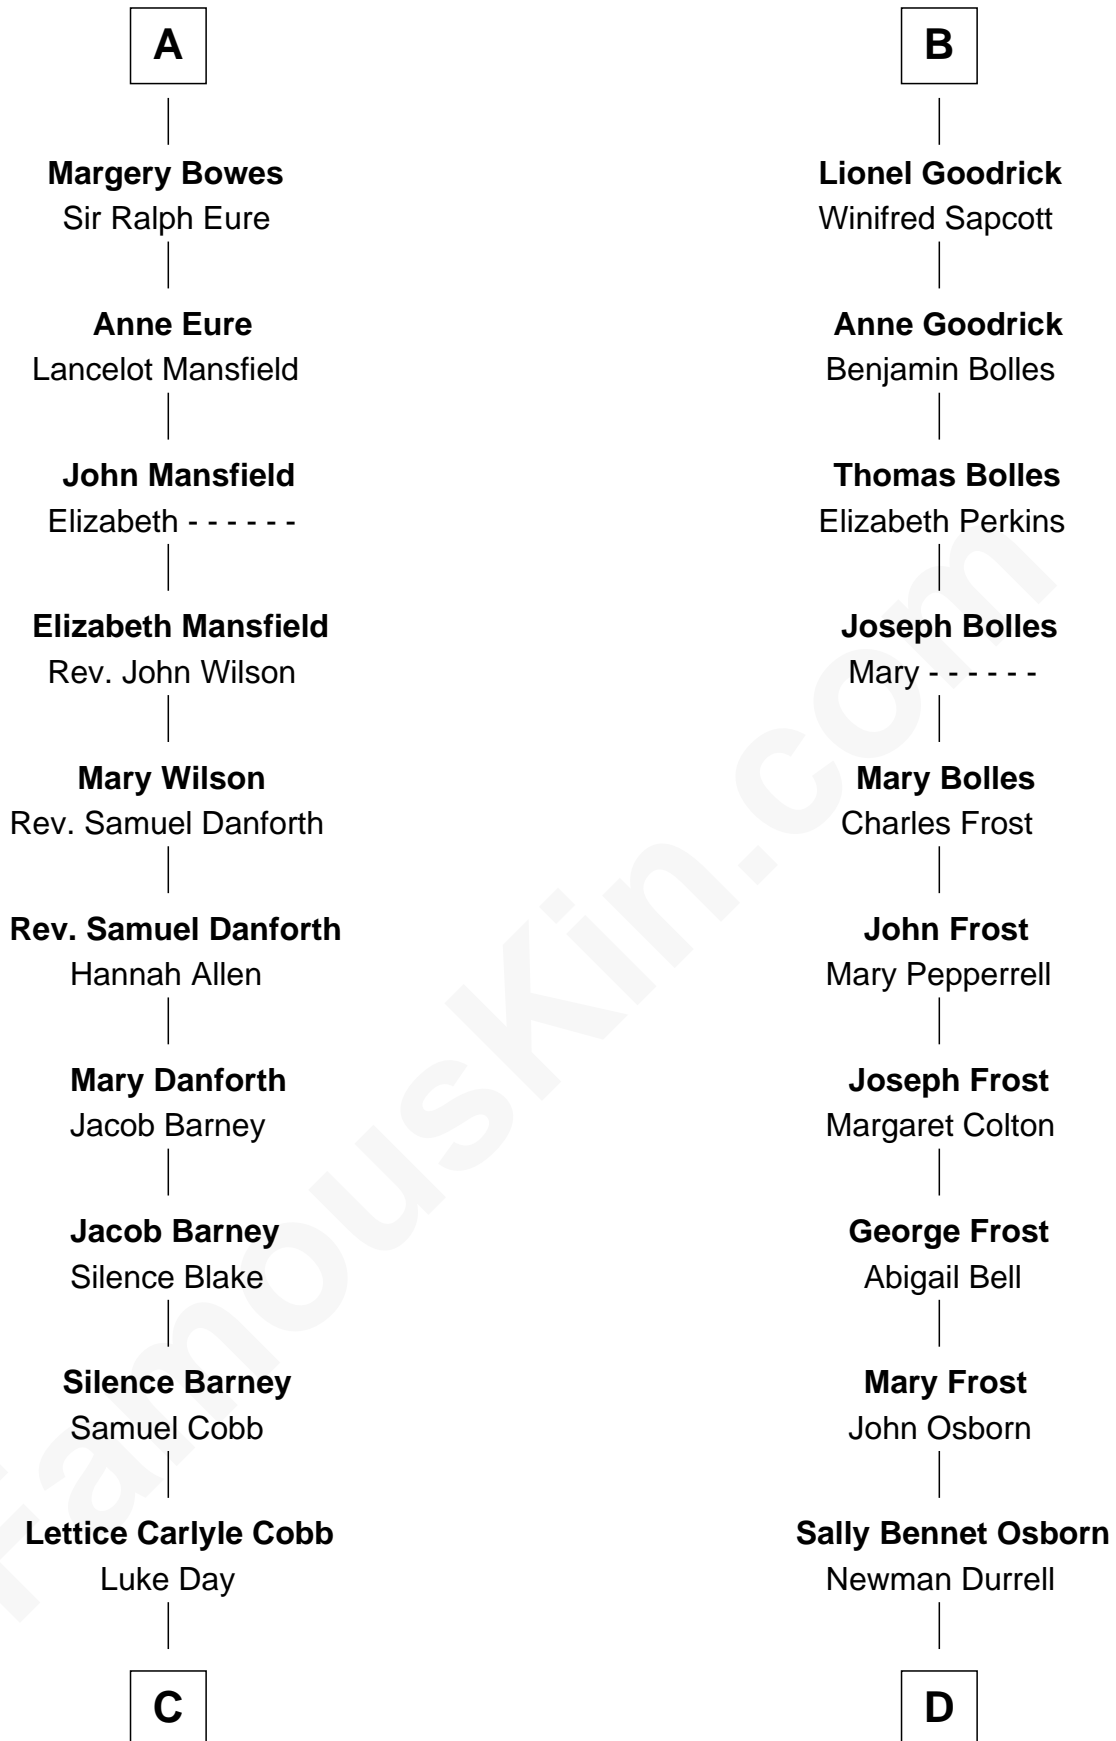 A
Margery Bowes
Sir Ralph Eure
Anne Eure
Lancelot Mansfield
John Mansfield
Elizabeth - - - - - -
Elizabeth Mansfield
Rev. John Wilson
Mary Wilson
Rev. Samuel Danforth
Rev. Samuel Danforth
Hannah Allen
Mary Danforth
Jacob Barney
Jacob Barney
Silence Blake
Silence Barney
Samuel Cobb
Lettice Carlyle Cobb
Luke Day
C
B
Lionel Goodrick
Winifred Sapcott
Anne Goodrick
Benjamin Bolles
Thomas Bolles
Elizabeth Perkins
Joseph Bolles
Mary - - - - - -
Mary Bolles
Charles Frost
John Frost
Mary Pepperrell
Joseph Frost
Margaret Colton
George Frost
Abigail Bell
Mary Frost
John Osborn
Sally Bennet Osborn
Newman Durrell
D
FamousKin.com